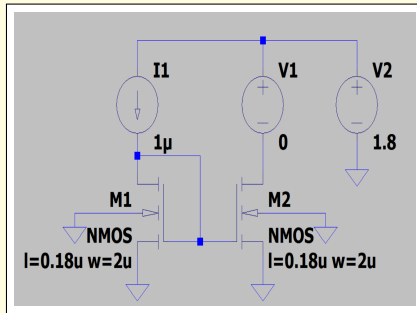 I1
V1
V2
1µ
0
1.8
M1
M2
NMOS
NMOS
l=0.18u w=2u
l=0.18u w=2u